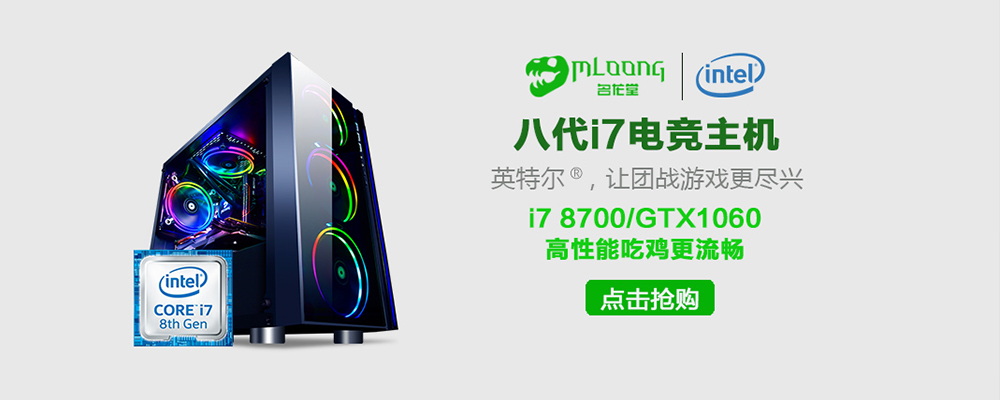 mLoong
名龙堂
intel
八代i7电竞主机
英特尔®，让团战游戏更尽兴
i7 8700/GTX1060
高性能吃鸡更流畅
点击抢购
intel
CORE™ i7
8th Gen